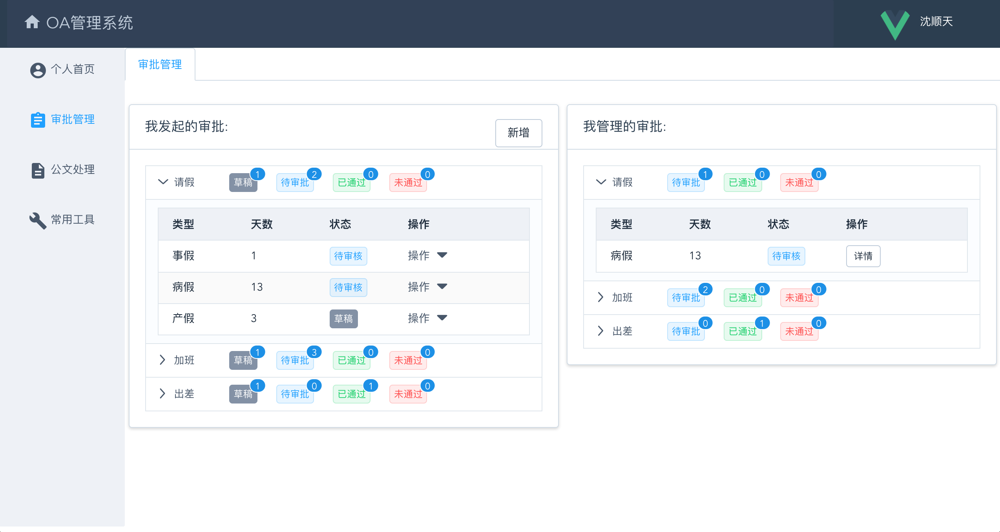 OA管理系统
沈顺天
个人首页
审批管理
公文处理
常用工具
审批管理
我发起的审批:
新增
请假 草稿 1 待审批 2 已通过 0 未通过 0
类型 天数 状态 操作
事假 1 待审核 操作
病假 13 待审核 操作
产假 3 草稿 操作
加班 草稿 1 待审批 3 已通过 0 未通过 0
出差 草稿 1 待审批 0 已通过 1 未通过 0
我管理的审批:
请假 待审批 1 已通过 0 未通过 0
类型 天数 状态 操作
病假 13 待审核 详情
加班 待审批 2 已通过 0 未通过 0
出差 待审批 0 已通过 1 未通过 0